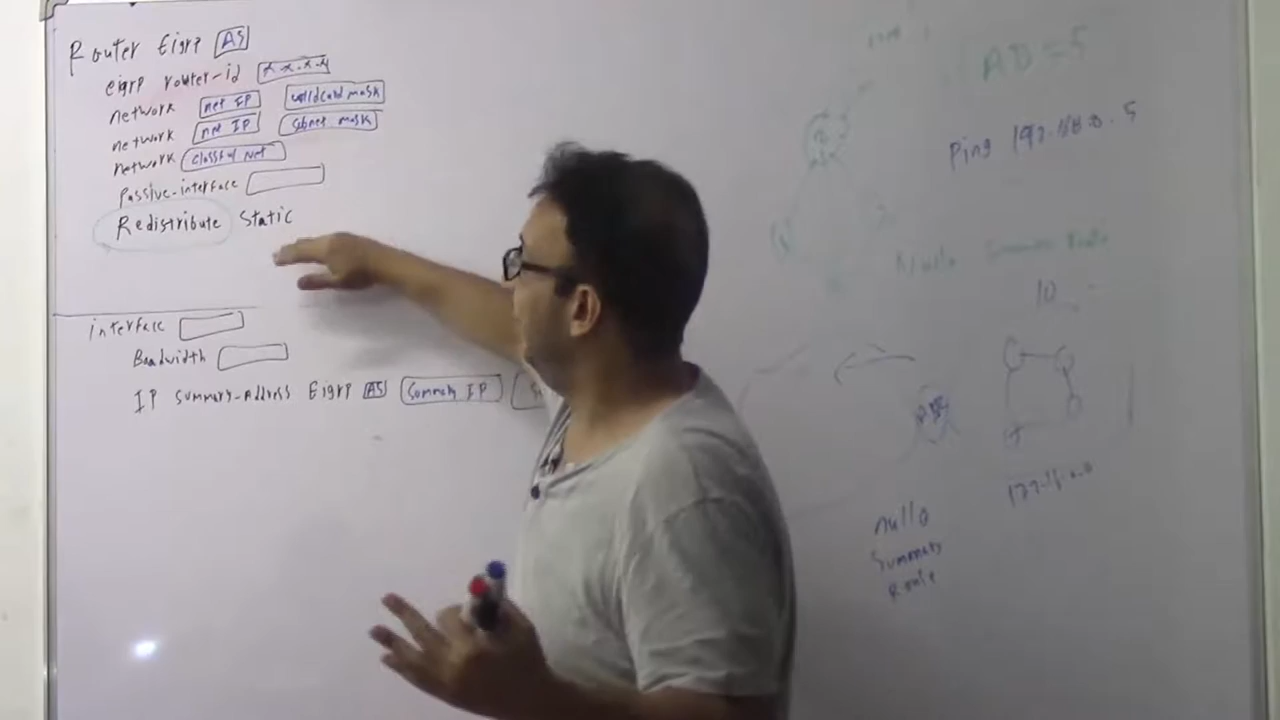 Router Eigrp AS
eigrp router-id x.x.x.x
network net IP wildcard mask
network net IP subnet mask
network classful net
Passive-interface
Redistribute Static
interface
Bandwidth
IP Summary-Address Eigrp AS Summary IP
AD = 5
Ping 192.168.0.5
10
Null0
Summary
Route